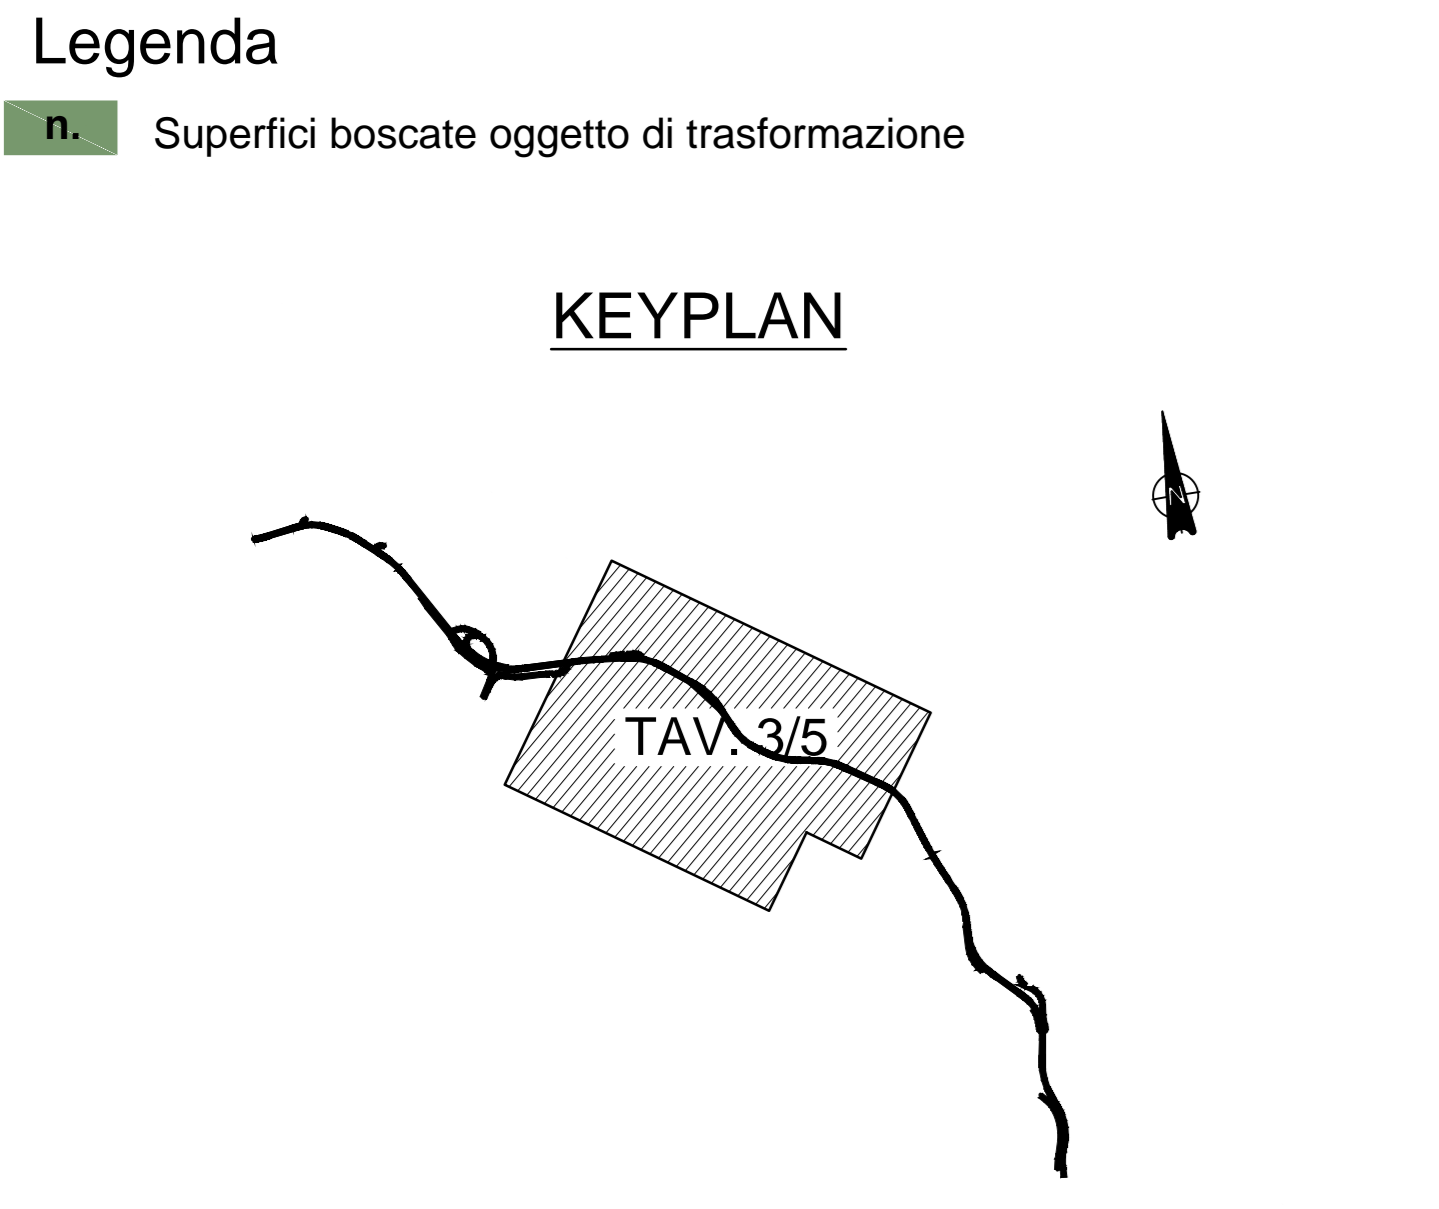 Legenda
n. Superfici boscate oggetto di trasformazione
KEYPLAN
N
TAV. 3/5